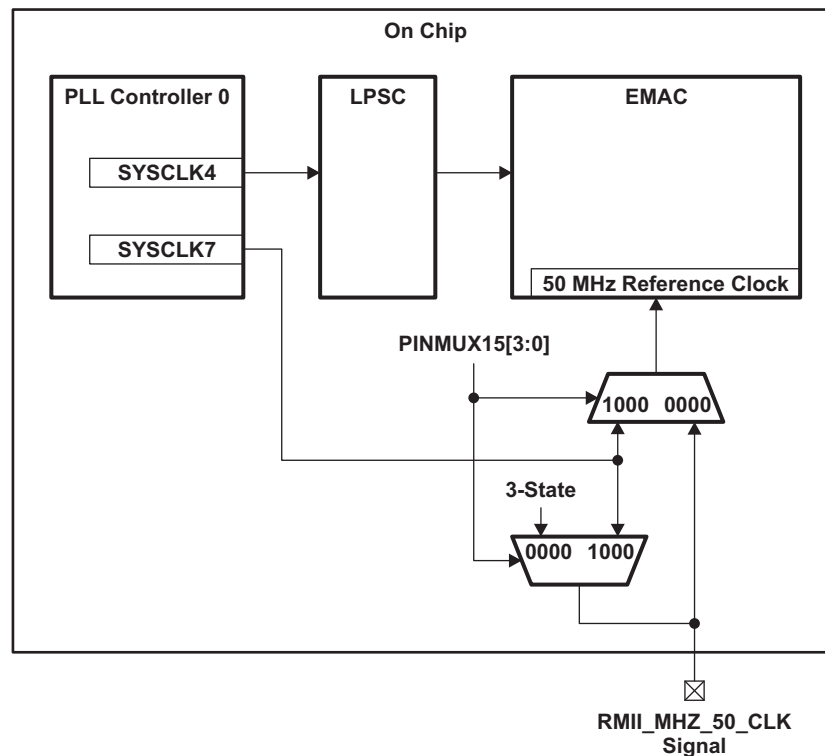 On Chip
PLL Controller 0
LPSC
EMAC
SYSCLK4
SYSCLK7
50 MHz Reference Clock
PINMUX15[3:0]
1000 0000
3-State
0000 1000
RMII_MHZ_50_CLK
Signal